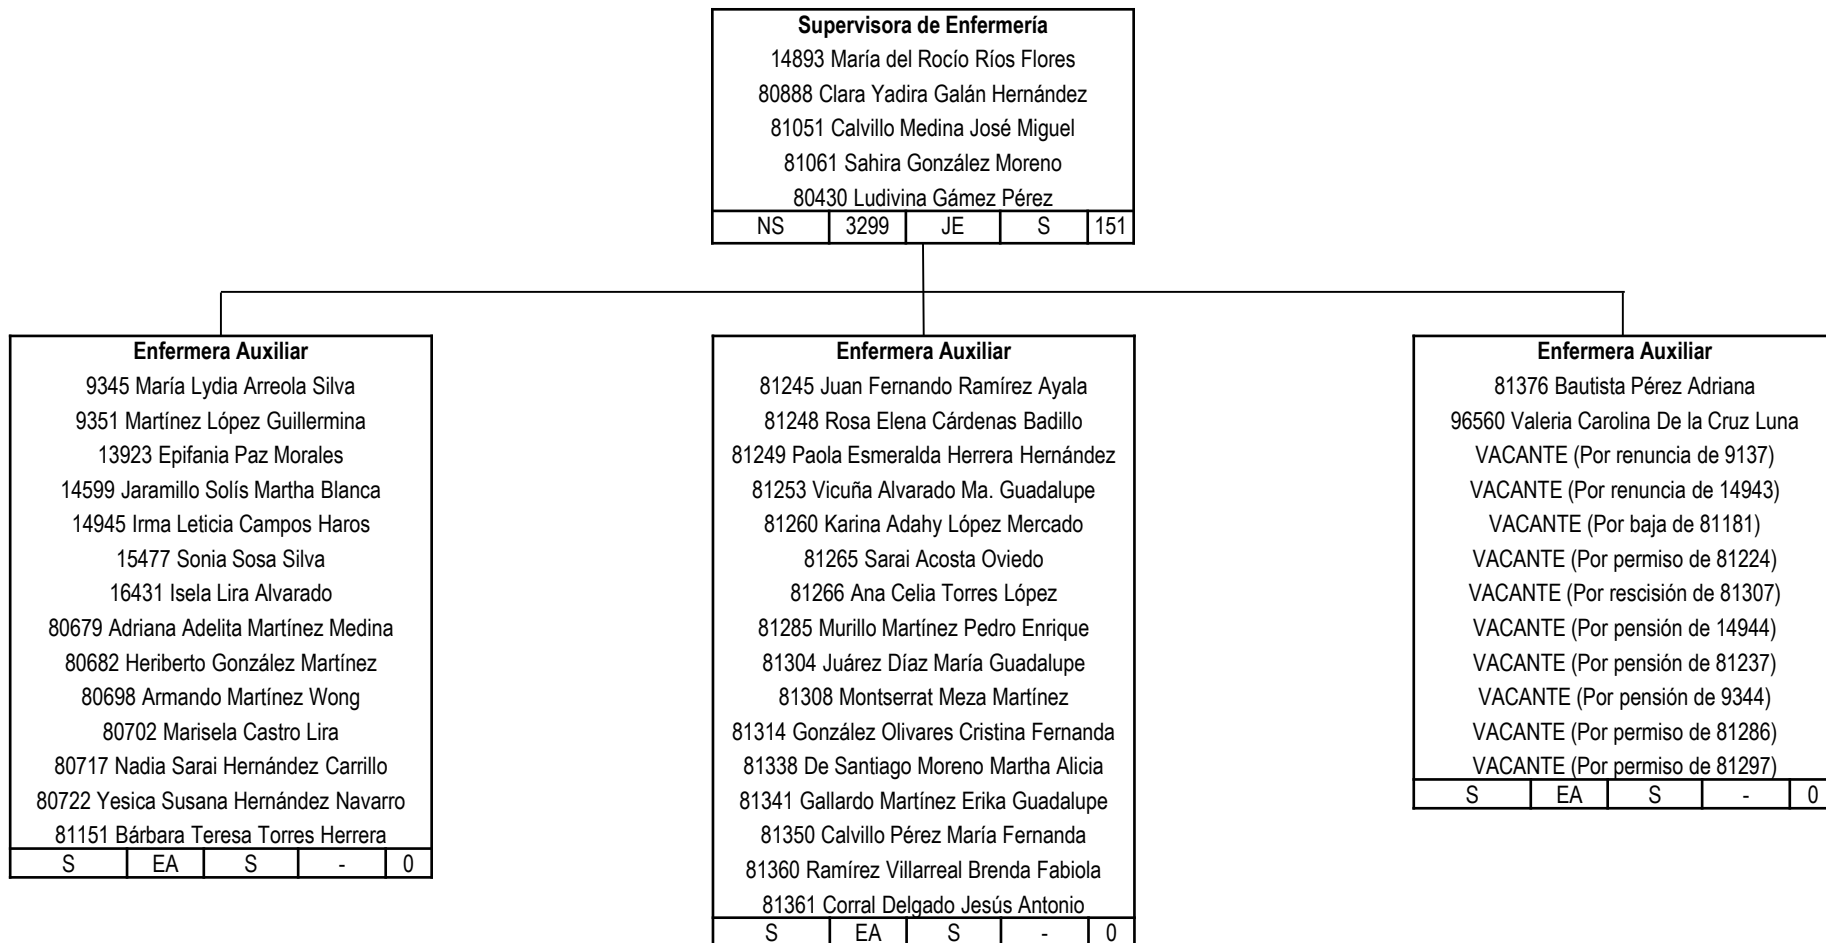 Supervisora de Enfermería
14893 María del Rocío Ríos Flores
80888 Clara Yadira Galán Hernández
81051 Calvillo Medina José Miguel
81061 Sahira González Moreno
80430 Ludivina Gámez Pérez
NS 3299 JE S 151
Enfermera Auxiliar
9345 María Lydia Arreola Silva
9351 Martínez López Guillermina
13923 Epifania Paz Morales
14599 Jaramillo Solís Martha Blanca
14945 Irma Leticia Campos Haros
15477 Sonia Sosa Silva
16431 Isela Lira Alvarado
80679 Adriana Adelita Martínez Medina
80682 Heriberto González Martínez
80698 Armando Martínez Wong
80702 Marisela Castro Lira
80717 Nadia Sarai Hernández Carrillo
80722 Yesica Susana Hernández Navarro
81151 Bárbara Teresa Torres Herrera
S EA S - 0
Enfermera Auxiliar
81245 Juan Fernando Ramírez Ayala
81248 Rosa Elena Cárdenas Badillo
81249 Paola Esmeralda Herrera Hernández
81253 Vicuña Alvarado Ma. Guadalupe
81260 Karina Adahy López Mercado
81265 Sarai Acosta Oviedo
81266 Ana Celia Torres López
81285 Murillo Martínez Pedro Enrique
81304 Juárez Díaz María Guadalupe
81308 Montserrat Meza Martínez
81314 González Olivares Cristina Fernanda
81338 De Santiago Moreno Martha Alicia
81341 Gallardo Martínez Erika Guadalupe
81350 Calvillo Pérez María Fernanda
81360 Ramírez Villarreal Brenda Fabiola
81361 Corral Delgado Jesús Antonio
S EA S - 0
Enfermera Auxiliar
81376 Bautista Pérez Adriana
96560 Valeria Carolina De la Cruz Luna
VACANTE (Por renuncia de 9137)
VACANTE (Por renuncia de 14943)
VACANTE (Por baja de 81181)
VACANTE (Por permiso de 81224)
VACANTE (Por rescisión de 81307)
VACANTE (Por pensión de 14944)
VACANTE (Por pensión de 81237)
VACANTE (Por pensión de 9344)
VACANTE (Por permiso de 81286)
VACANTE (Por permiso de 81297)
S EA S - 0